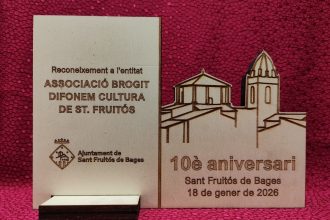 Reconeixement a l'entitat
ASSOCIACIÓ BROGIT
DIFONEM CULTURA
DE ST. FRUITÓS
Ajuntament de
Sant Fruitós de Bages
10è aniversari
Sant Fruitós de Bages
18 de gener de 2026